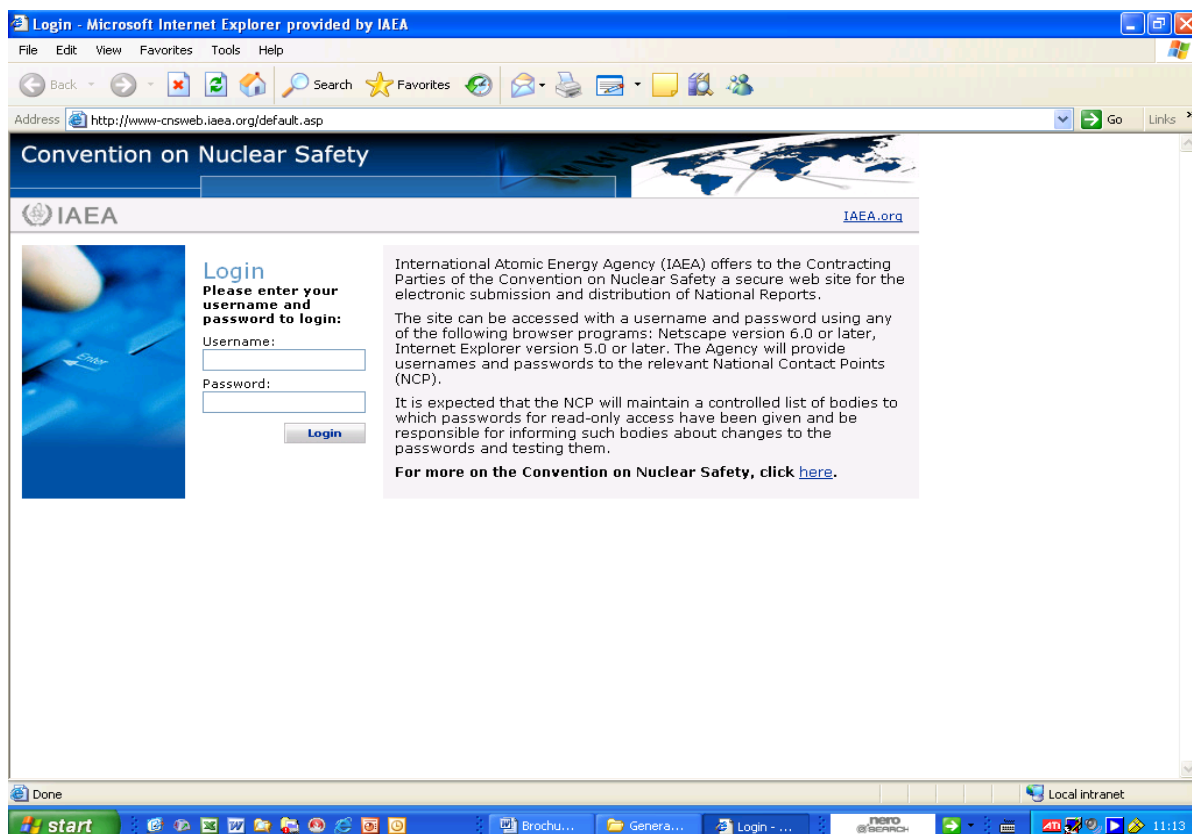 Login - Microsoft Internet Explorer provided by IAEA
File Edit View Favorites Tools Help
Back Search Favorites
Address http://www-cnsweb.iaea.org/default.asp Go Links
Convention on Nuclear Safety
IAEA
IAEA.org
Login
Please enter your
username and
password to login:
Username:
Password:
Login
Enter
International Atomic Energy Agency (IAEA) offers to the Contracting
Parties of the Convention on Nuclear Safety a secure web site for the
electronic submission and distribution of National Reports.
The site can be accessed with a username and password using any
of the following browser programs: Netscape version 6.0 or later,
Internet Explorer version 5.0 or later. The Agency will provide
usernames and passwords to the relevant National Contact Points
(NCP).
It is expected that the NCP will maintain a controlled list of bodies to
which passwords for read-only access have been given and be
responsible for informing such bodies about changes to the
passwords and testing them.
For more on the Convention on Nuclear Safety, click here.
Done Local intranet
start Brochu... Genera... Login - ... nero SEARCH 11:13